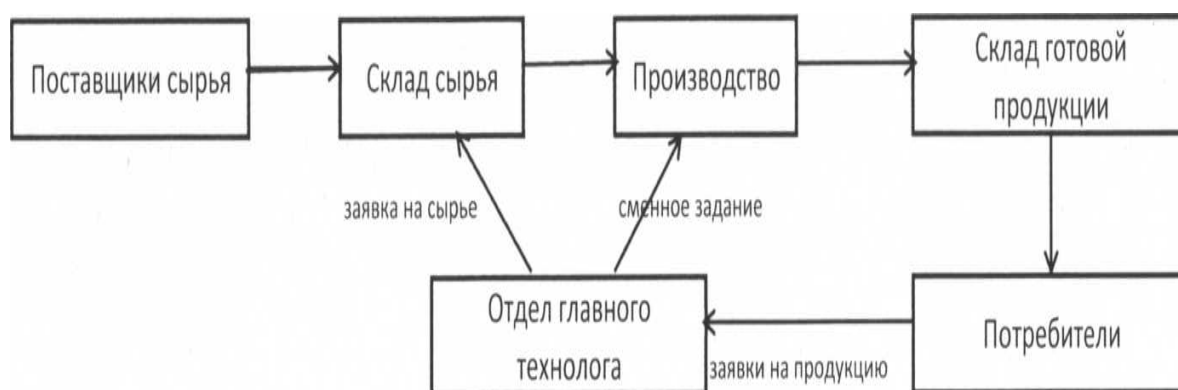 Поставщики сырья
Склад сырья
Производство
Склад готовой
продукции
заявка на сырье
сменное задание
Отдел главного
технолога
заявки на продукцию
Потребители